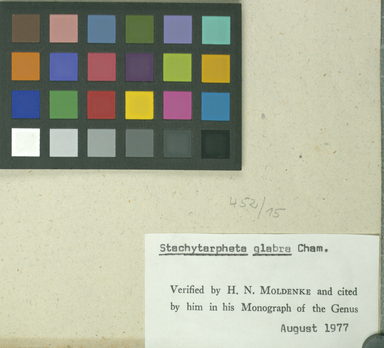 452/15
Stachytarpheta glabra Cham.
Verified by H. N. MOLDENKE and cited
by him in his Monograph of the Genus
August 1977